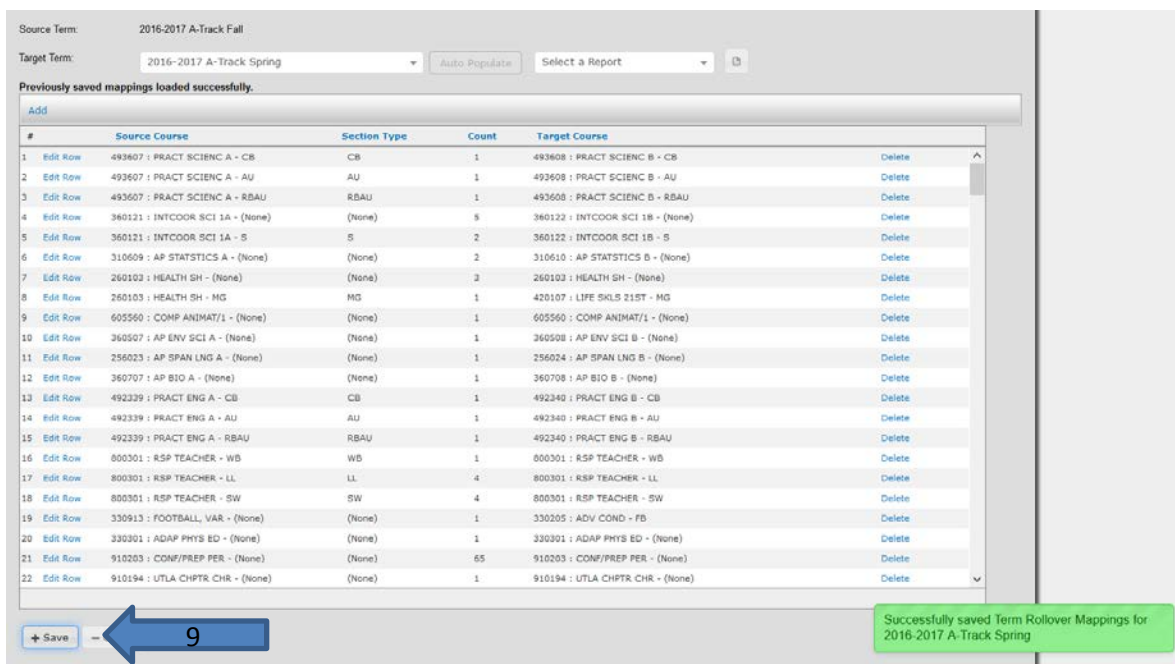 Source Term: 2016-2017 A-Track Fall
Target Term: 2016-2017 A-Track Spring Auto Populate Select a Report
Previously saved mappings loaded successfully.
Add
# Source Course Section Type Count Target Course
1 Edit Row 493607 : PRACT SCIENC A - CB CB 1 493608 : PRACT SCIENC B - CB Delete
2 Edit Row 493607 : PRACT SCIENC A - AU AU 1 493608 : PRACT SCIENC B - AU Delete
3 Edit Row 493607 : PRACT SCIENC A - RBAU RBAU 1 493608 : PRACT SCIENC B - RBAU Delete
4 Edit Row 360121 : INTCOOR SCI 1A - (None) (None) 5 360122 : INTCOOR SCI 1B - (None) Delete
5 Edit Row 360121 : INTCOOR SCI 1A - S S 2 360122 : INTCOOR SCI 1B - S Delete
6 Edit Row 310609 : AP STATSTICS A - (None) (None) 2 310610 : AP STATSTICS B - (None) Delete
7 Edit Row 260103 : HEALTH SH - (None) (None) 3 260103 : HEALTH SH - (None) Delete
8 Edit Row 260103 : HEALTH SH - MG MG 1 420107 : LIFE SKLS 21ST - MG Delete
9 Edit Row 605560 : COMP ANIMAT/1 - (None) (None) 1 605560 : COMP ANIMAT/1 - (None) Delete
10 Edit Row 360507 : AP ENV SCI A - (None) (None) 1 360508 : AP ENV SCI B - (None) Delete
11 Edit Row 256023 : AP SPAN LNG A - (None) (None) 1 256024 : AP SPAN LNG B - (None) Delete
12 Edit Row 360707 : AP BIO A - (None) (None) 1 360708 : AP BIO B - (None) Delete
13 Edit Row 492339 : PRACT ENG A - CB CB 1 492340 : PRACT ENG B - CB Delete
14 Edit Row 492339 : PRACT ENG A - AU AU 1 492340 : PRACT ENG B - AU Delete
15 Edit Row 492339 : PRACT ENG A - RBAU RBAU 1 492340 : PRACT ENG B - RBAU Delete
16 Edit Row 800301 : RSP TEACHER - WB WB 1 800301 : RSP TEACHER - WB Delete
17 Edit Row 800301 : RSP TEACHER - LL LL 4 800301 : RSP TEACHER - LL Delete
18 Edit Row 800301 : RSP TEACHER - SW SW 4 800301 : RSP TEACHER - SW Delete
19 Edit Row 330913 : FOOTBALL, VAR - (None) (None) 1 330205 : ADV COND - FB Delete
20 Edit Row 330301 : ADAP PHYS ED - (None) (None) 1 330301 : ADAP PHYS ED - (None) Delete
21 Edit Row 910203 : CONF/PREP PER - (None) (None) 65 910203 : CONF/PREP PER - (None) Delete
22 Edit Row 910194 : UTLA CHPTR CHR - (None) (None) 1 910194 : UTLA CHPTR CHR - (None) Delete
+ Save − 9
Successfully saved Term Rollover Mappings for
2016-2017 A-Track Spring